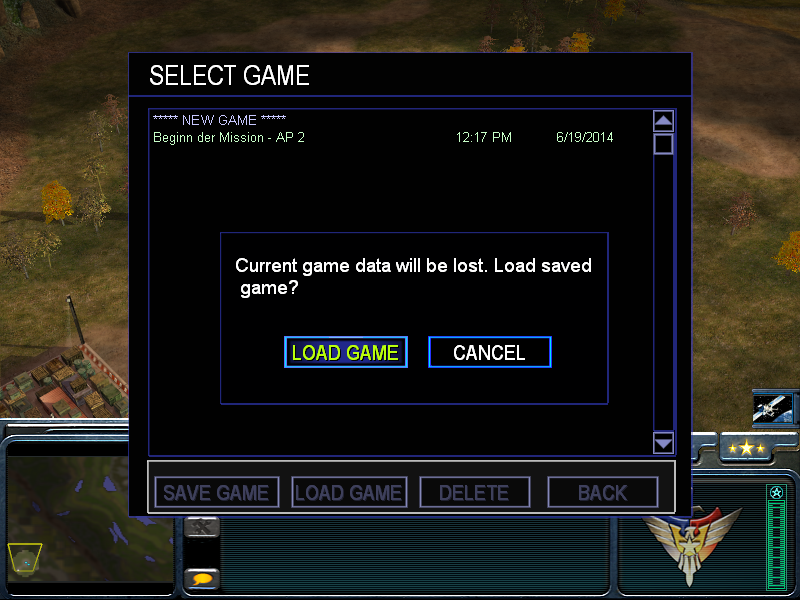 SELECT GAME
***** NEW GAME *****
Beginn der Mission - AP 2 12:17 PM 6/19/2014
Current game data will be lost. Load saved
game?
LOAD GAME CANCEL
SAVE GAME LOAD GAME DELETE BACK